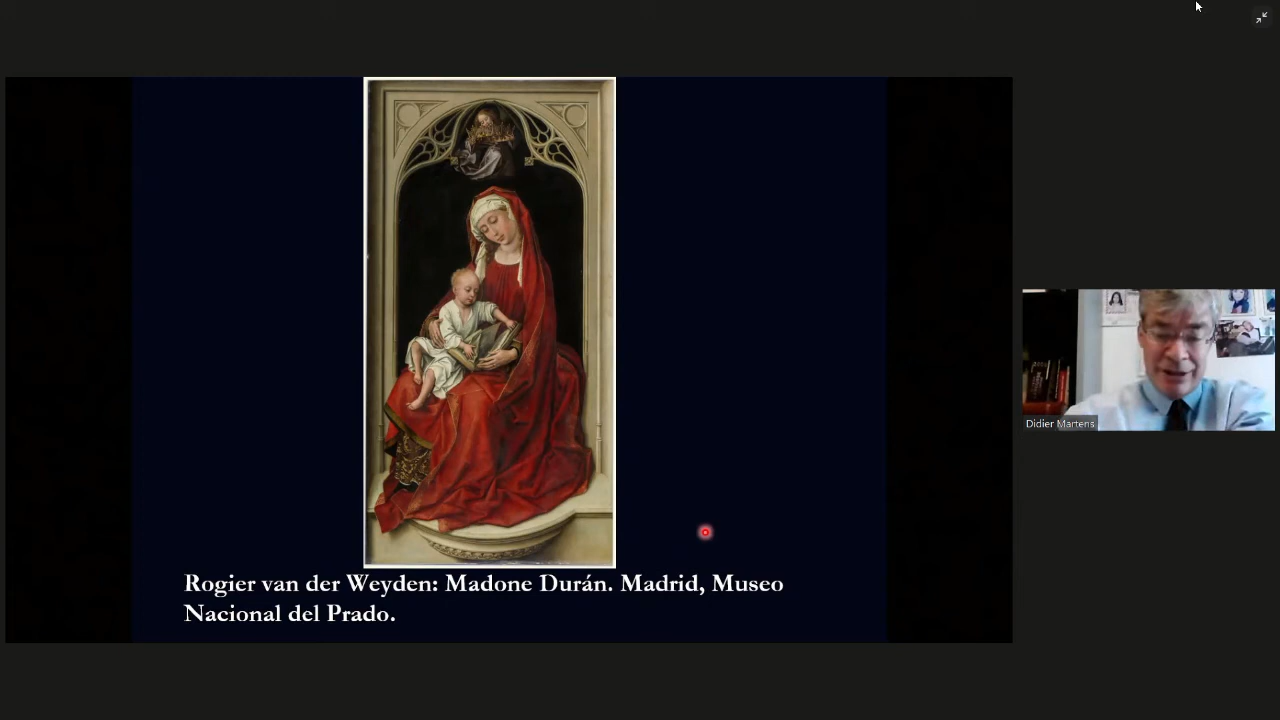 Rogier van der Weyden: Madone Durán. Madrid, Museo
Nacional del Prado.
Didier Martens